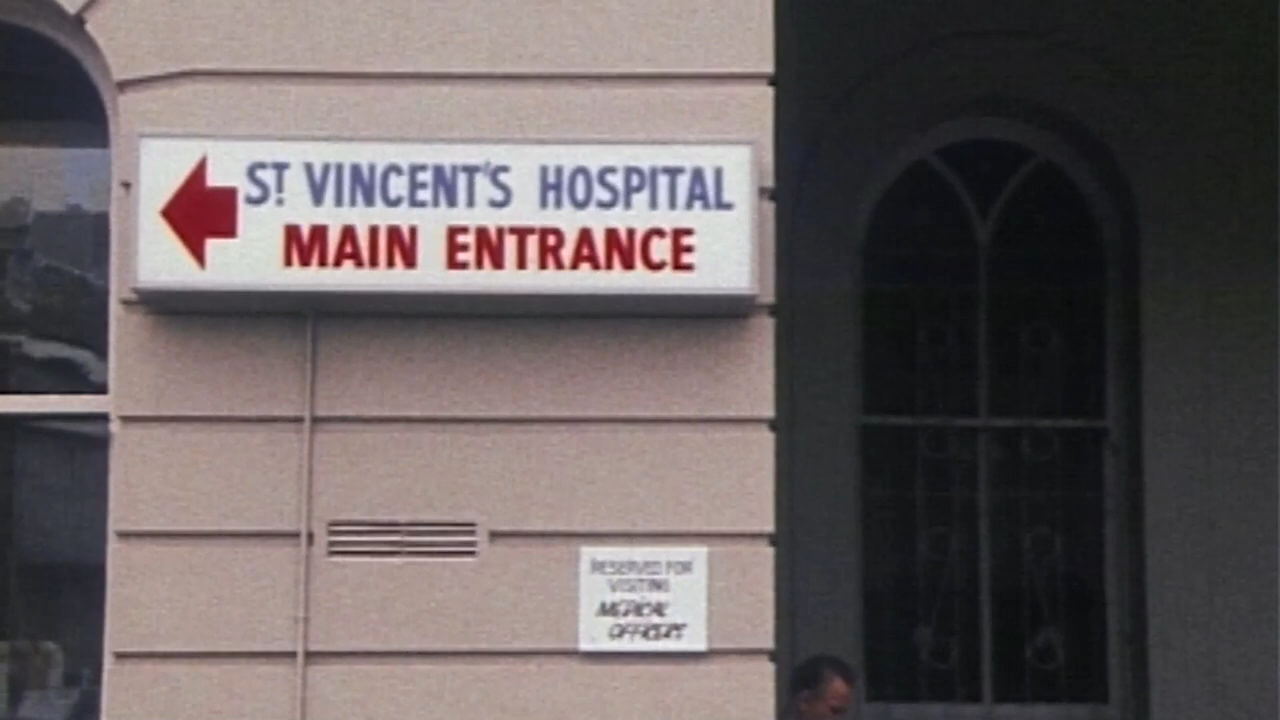 ST VINCENT'S HOSPITAL
MAIN ENTRANCE
RESERVED FOR
VISITING
MEDICAL
OFFICERS